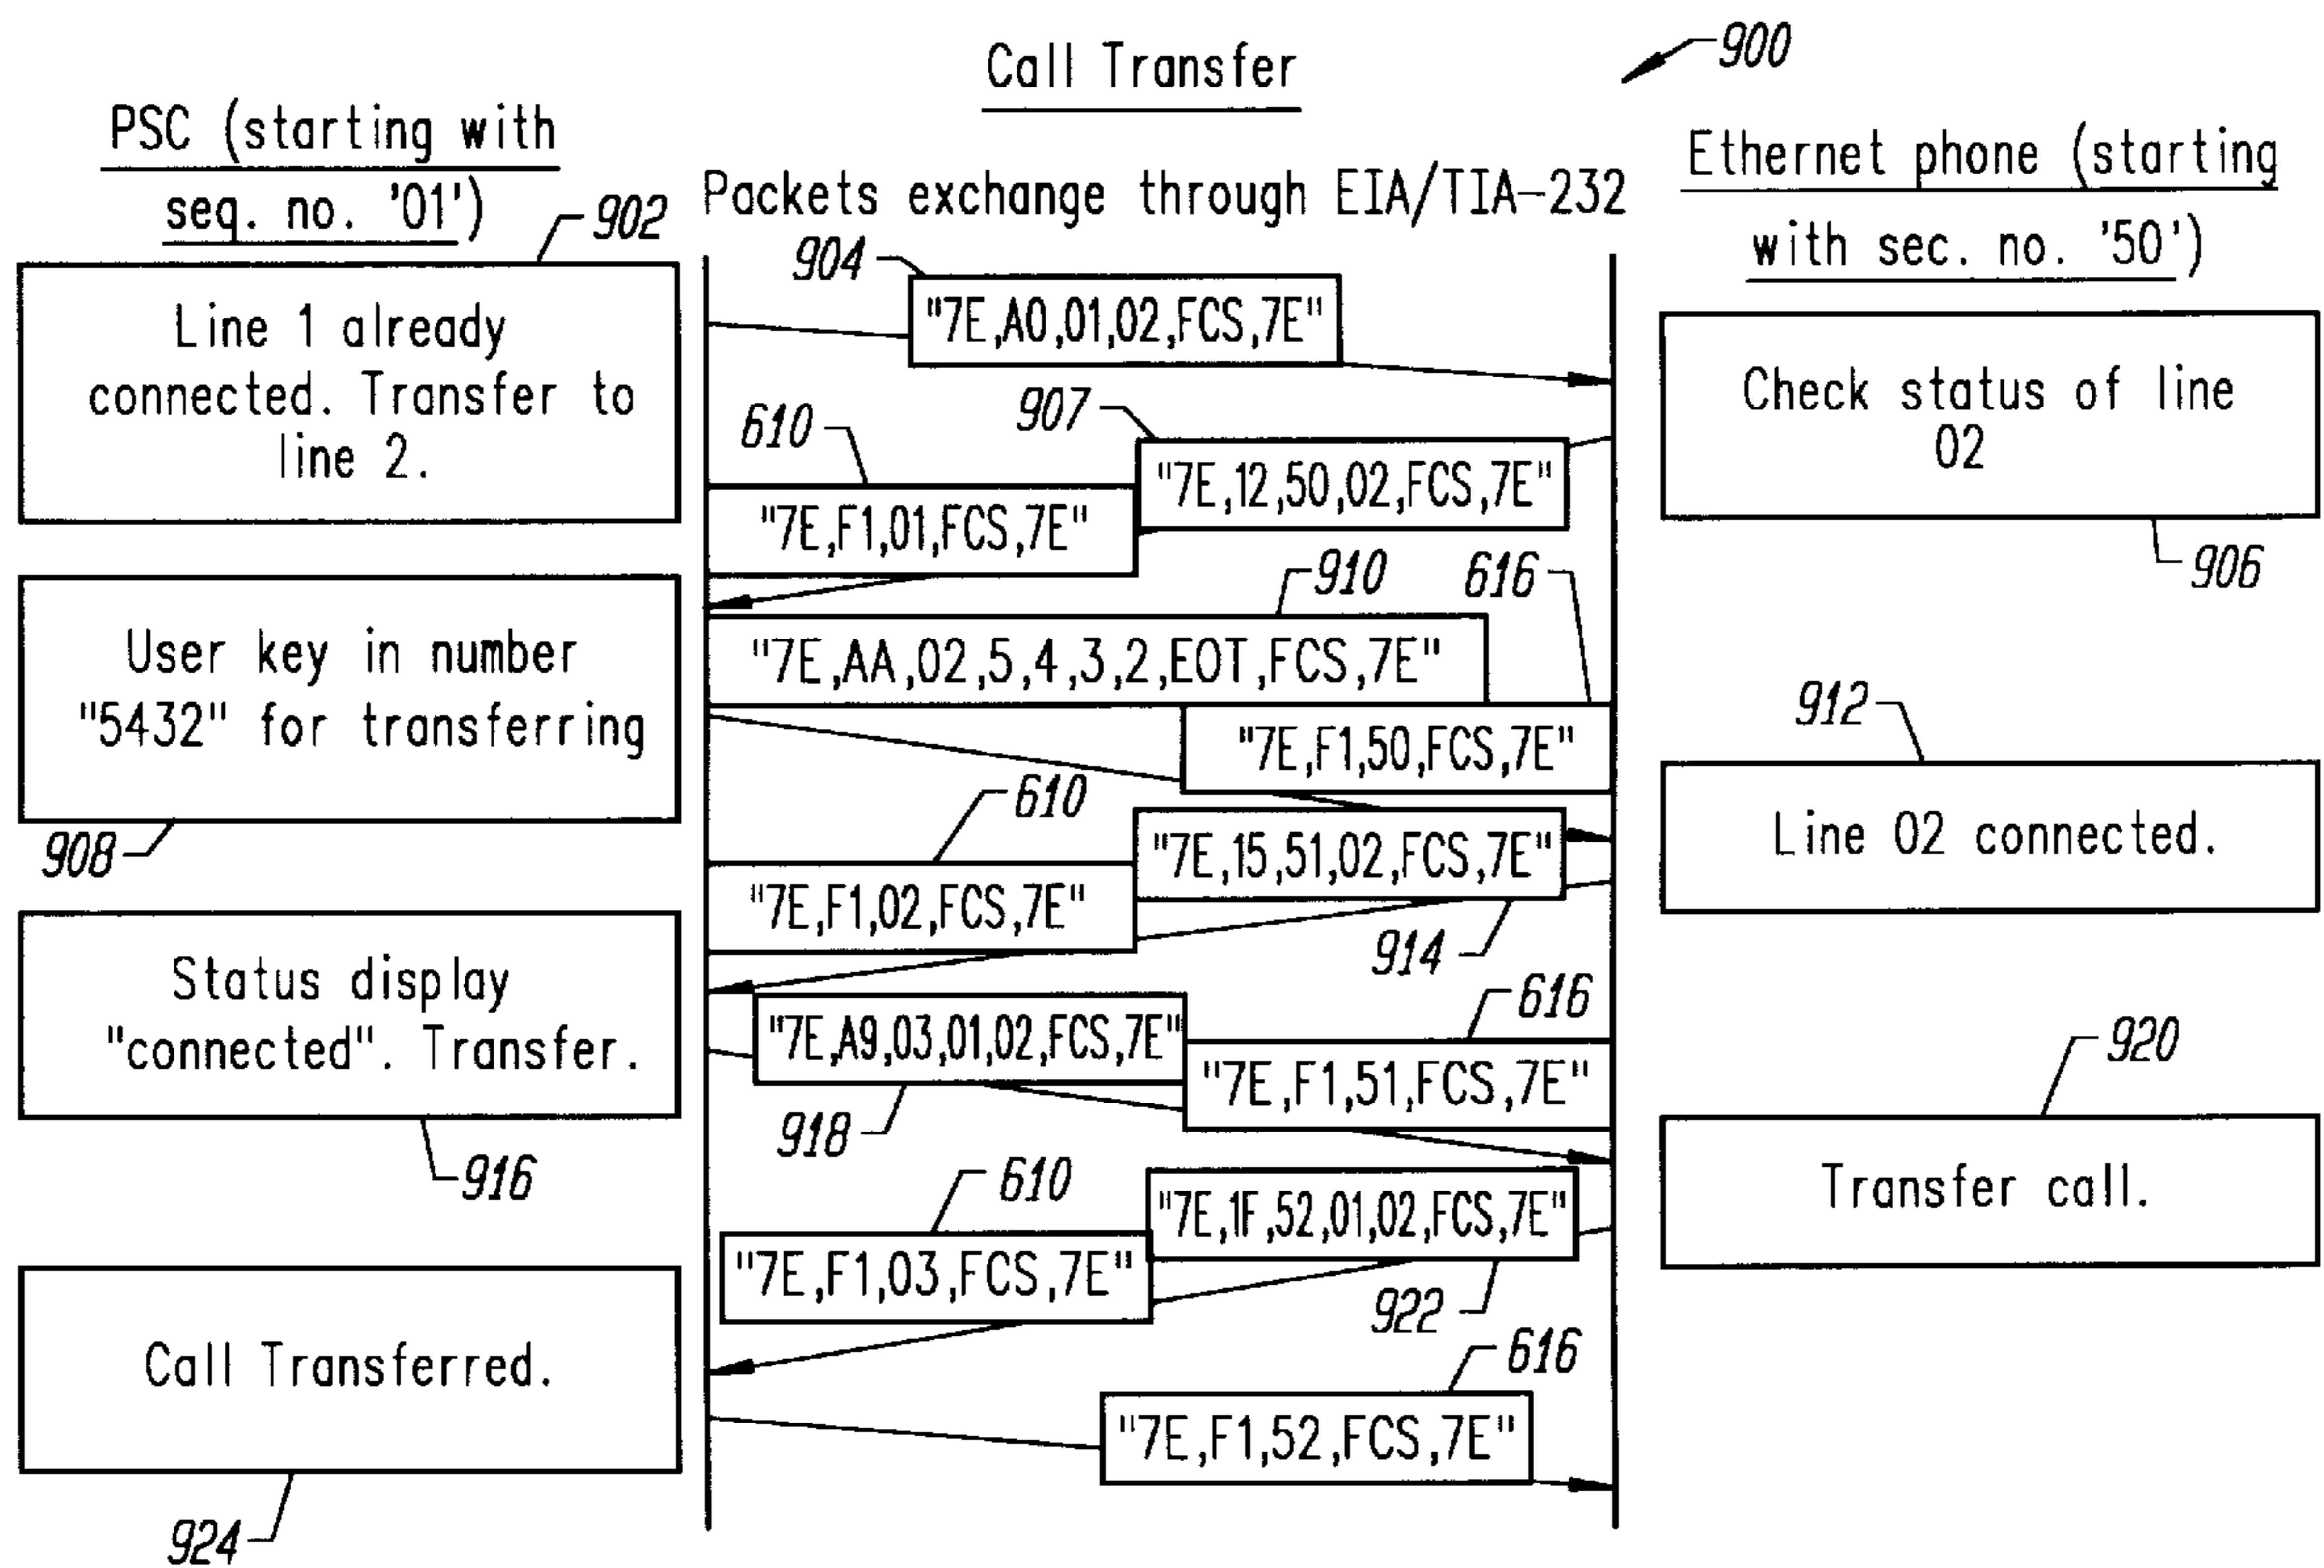 Call Transfer
900
PSC (starting with
seq. no. '01')
Packets exchange through EIA/TIA-232
Ethernet phone (starting
with sec. no. '50')
902
Line 1 already
connected. Transfer to
line 2.
904
"7E,A0,01,02,FCS,7E"
Check status of line
02
906
907
"7E,12,50,02,FCS,7E"
610
"7E,F1,01,FCS,7E"
User key in number
"5432" for transferring
908
910
"7E,AA,02,5,4,3,2,EOT,FCS,7E"
616
"7E,F1,50,FCS,7E"
912
Line 02 connected.
610
"7E,15,51,02,FCS,7E"
"7E,F1,02,FCS,7E"
914
Status display
"connected". Transfer.
916
"7E,A9,03,01,02,FCS,7E"
918
616
"7E,F1,51,FCS,7E"
920
Transfer call.
610
"7E,1F,52,01,02,FCS,7E"
"7E,F1,03,FCS,7E"
922
Call Transferred.
924
616
"7E,F1,52,FCS,7E"